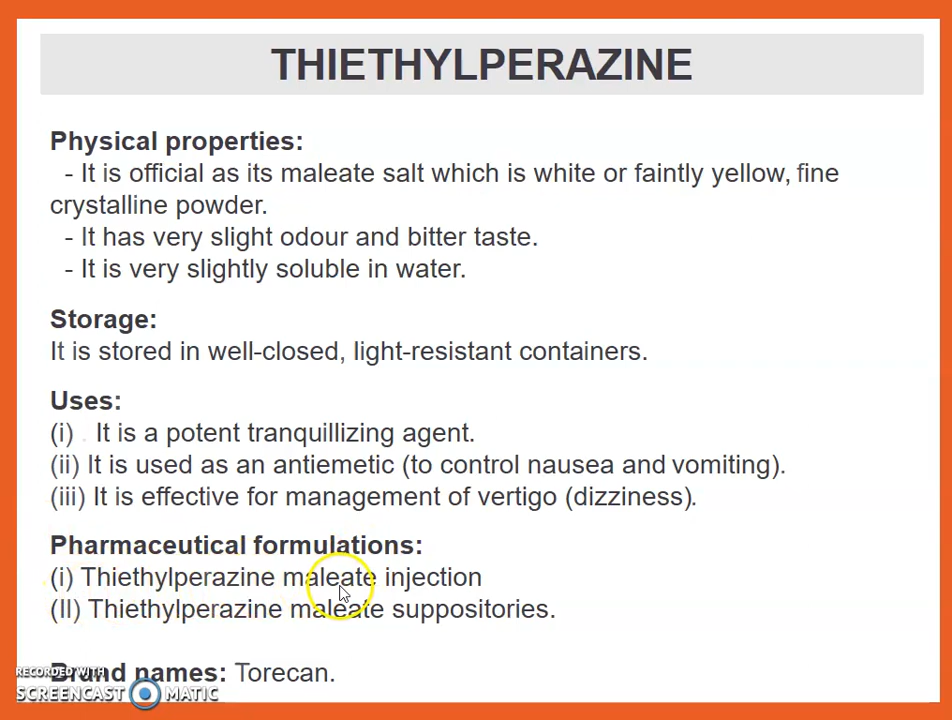 THIETHYLPERAZINE
Physical properties:
- It is official as its maleate salt which is white or faintly yellow, fine
crystalline powder.
- It has very slight odour and bitter taste.
- It is very slightly soluble in water.
Storage:
It is stored in well-closed, light-resistant containers.
Uses:
(i) It is a potent tranquillizing agent.
(ii) It is used as an antiemetic (to control nausea and vomiting).
(iii) It is effective for management of vertigo (dizziness).
Pharmaceutical formulations:
(i) Thiethylperazine maleate injection
(II) Thiethylperazine maleate suppositories.
Brand names: Torecan.
RECORDED WITH
SCREENCAST MATIC